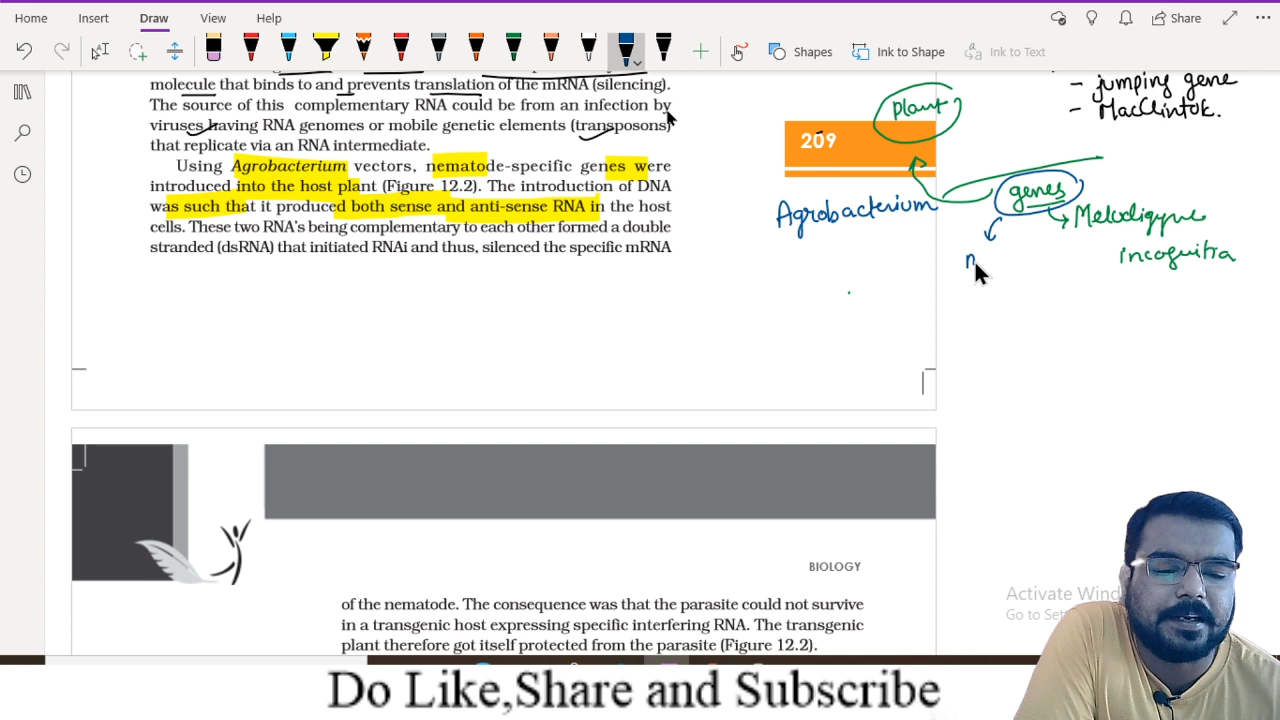 Home Insert Draw View Help
Share
Shapes Ink to Shape Ink to Text
molecule that binds to and prevents translation of the mRNA (silencing).
The source of this complementary RNA could be from an infection by
viruses having RNA genomes or mobile genetic elements (transposons)
that replicate via an RNA intermediate.
Using Agrobacterium vectors, nematode-specific genes were
introduced into the host plant (Figure 12.2). The introduction of DNA
was such that it produced both sense and anti-sense RNA in the host
cells. These two RNA's being complementary to each other formed a double
stranded (dsRNA) that initiated RNAi and thus, silenced the specific mRNA
- jumping gene
- MacClintok.
plant
209
genes
Agrobacterium
Melodigyne
incognitra
n
BIOLOGY
of the nematode. The consequence was that the parasite could not survive
in a transgenic host expressing specific interfering RNA. The transgenic
plant therefore got itself protected from the parasite (Figure 12.2).
Activate Wind
Go to Set
Do Like,Share and Subscribe